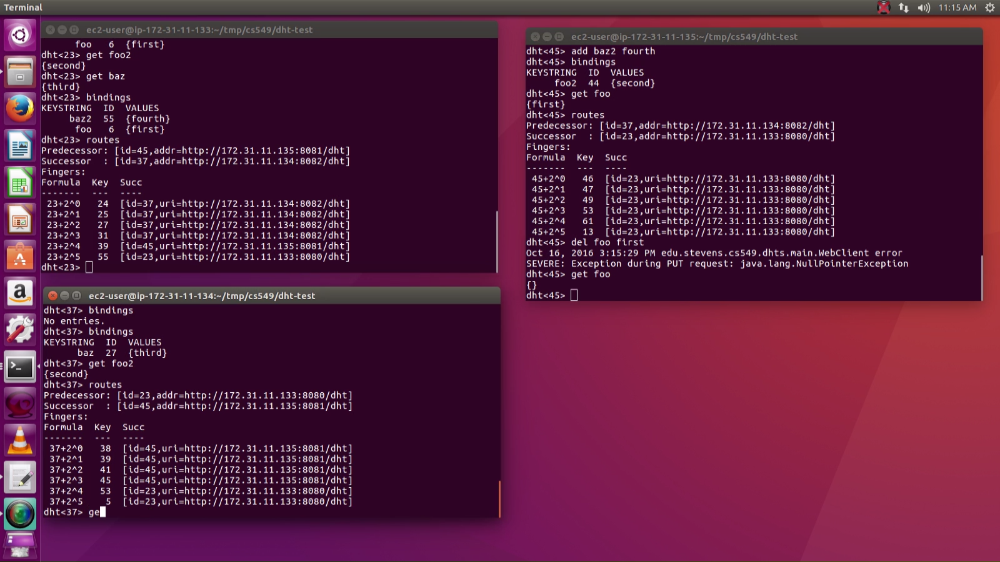 Terminal
11:15 AM
ec2-user@ip-172-31-11-133:~/tmp/cs549/dht-test
foo   6  {first}
dht<23> get foo2
{second}
dht<23> get baz
{third}
dht<23> bindings
KEYSTRING  ID  VALUES
baz2  55  {fourth}
foo   6  {first}
dht<23> routes
Predecessor: [id=45,addr=http://172.31.11.135:8081/dht]
Successor  : [id=37,addr=http://172.31.11.134:8082/dht]
Fingers:
Formula  Key  Succ
-------  ---  ----
23+2^0   24  [id=37,uri=http://172.31.11.134:8082/dht]
23+2^1   25  [id=37,uri=http://172.31.11.134:8082/dht]
23+2^2   27  [id=37,uri=http://172.31.11.134:8082/dht]
23+2^3   31  [id=37,uri=http://172.31.11.134:8082/dht]
23+2^4   39  [id=45,uri=http://172.31.11.135:8081/dht]
23+2^5   55  [id=23,uri=http://172.31.11.133:8080/dht]
dht<23>
ec2-user@ip-172-31-11-134:~/tmp/cs549/dht-test
dht<37> bindings
No entries.
dht<37> bindings
KEYSTRING  ID  VALUES
baz  27  {third}
dht<37> get foo2
{second}
dht<37> routes
Predecessor: [id=23,addr=http://172.31.11.133:8080/dht]
Successor  : [id=45,addr=http://172.31.11.135:8081/dht]
Fingers:
Formula  Key  Succ
-------  ---  ----
37+2^0   38  [id=45,uri=http://172.31.11.135:8081/dht]
37+2^1   39  [id=45,uri=http://172.31.11.135:8081/dht]
37+2^2   41  [id=45,uri=http://172.31.11.135:8081/dht]
37+2^3   45  [id=45,uri=http://172.31.11.135:8081/dht]
37+2^4   53  [id=23,uri=http://172.31.11.133:8080/dht]
37+2^5    5  [id=23,uri=http://172.31.11.133:8080/dht]
dht<37> ge
ec2-user@ip-172-31-11-135:~/tmp/cs549/dht-test
dht<45> add baz2 fourth
dht<45> bindings
KEYSTRING  ID  VALUES
foo2  44  {second}
dht<45> get foo
{first}
dht<45> routes
Predecessor: [id=37,addr=http://172.31.11.134:8082/dht]
Successor  : [id=23,addr=http://172.31.11.133:8080/dht]
Fingers:
Formula  Key  Succ
-------  ---  ----
45+2^0   46  [id=23,uri=http://172.31.11.133:8080/dht]
45+2^1   47  [id=23,uri=http://172.31.11.133:8080/dht]
45+2^2   49  [id=23,uri=http://172.31.11.133:8080/dht]
45+2^3   53  [id=23,uri=http://172.31.11.133:8080/dht]
45+2^4   61  [id=23,uri=http://172.31.11.133:8080/dht]
45+2^5   13  [id=23,uri=http://172.31.11.133:8080/dht]
dht<45> del foo first
Oct 16, 2016 3:15:29 PM edu.stevens.cs549.dhts.main.WebClient error
SEVERE: Exception during PUT request: java.lang.NullPointerException
dht<45> get foo
{}
dht<45>